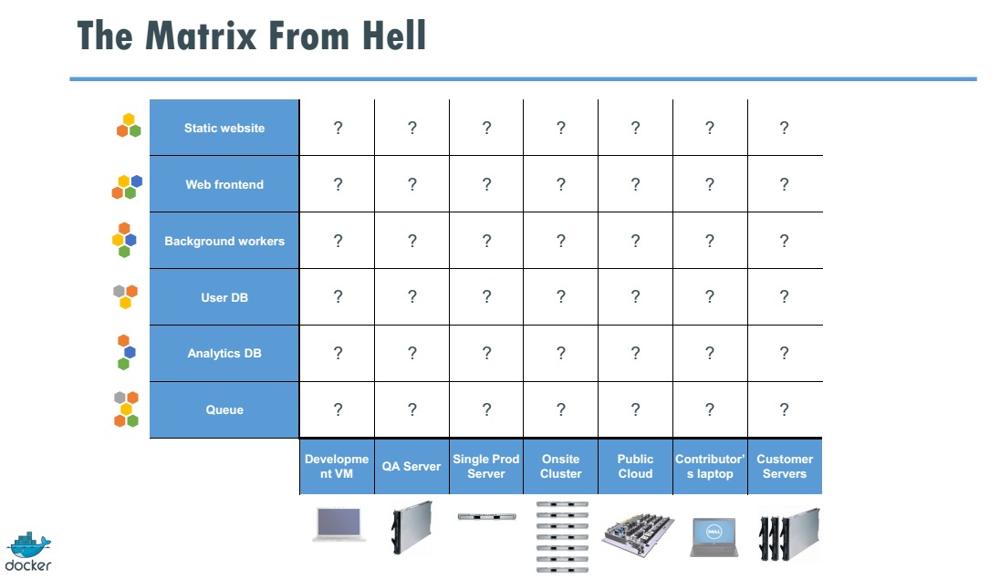 The Matrix From Hell
Static website ? ? ? ? ? ? ?
Web frontend ? ? ? ? ? ? ?
Background workers ? ? ? ? ? ? ?
User DB ? ? ? ? ? ? ?
Analytics DB ? ? ? ? ? ? ?
Queue ? ? ? ? ? ? ?
Developme
nt VM
QA Server
Single Prod
Server
Onsite
Cluster
Public
Cloud
Contributor’
s laptop
Customer
Servers
DELL
docker